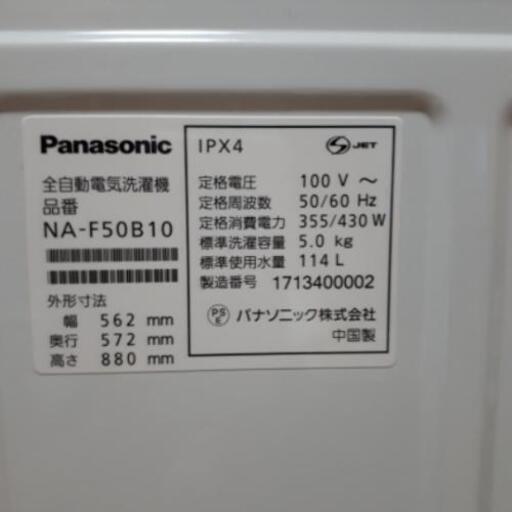 Panasonic
全自動電気洗濯機
品番
NA-F50B10
外形寸法
幅 562 mm
奥行 572 mm
高さ 880 mm
IPX4
S JET
定格電圧 100 V ~
定格周波数 50/60 Hz
定格消費電力 355/430 W
標準洗濯容量 5.0 kg
標準使用水量 114 L
製造番号 1713400002
PS E パナソニック株式会社
中国製